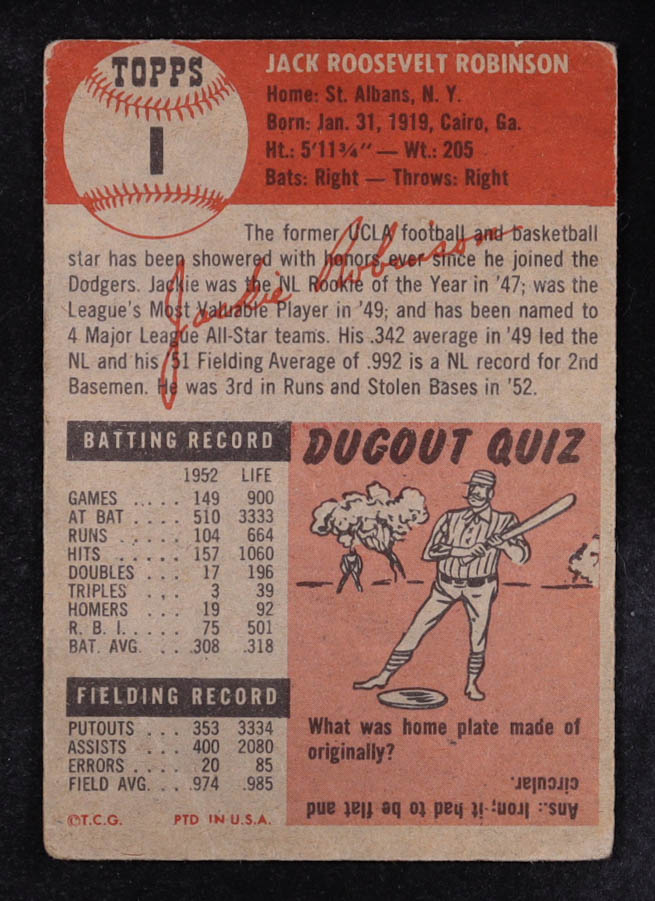 TOPPS
1
JACK ROOSEVELT ROBINSON
Home: St. Albans, N. Y.
Born: Jan. 31, 1919, Cairo, Ga.
Ht.: 5'11¾" — Wt.: 205
Bats: Right — Throws: Right
The former UCLA football and basketball
star has been showered with honors ever since he joined the
Dodgers. Jackie was the NL Rookie of the Year in '47; was the
League's Most Valuable Player in '49; and has been named to
4 Major League All-Star teams. His .342 average in '49 led the
NL and his '51 Fielding Average of .992 is a NL record for 2nd
Basemen. He was 3rd in Runs and Stolen Bases in '52.
Jackie Robinson
BATTING RECORD
1952 LIFE
GAMES ..... 149 900
AT BAT .... 510 3333
RUNS .... 104 664
HITS ..... 157 1060
DOUBLES ... 17 196
TRIPLES ... 3 39
HOMERS ... 19 92
R. B. I. .... 75 501
BAT. AVG. .. .308 .318
FIELDING RECORD
PUTOUTS ... 353 3334
ASSISTS ... 400 2080
ERRORS .... 20 85
FIELD AVG. .. .974 .985
©T.C.G. PTD IN U.S.A.
DUGOUT QUIZ
What was home plate made of
originally?
Ans.: Iron; it had to be flat and
circular.